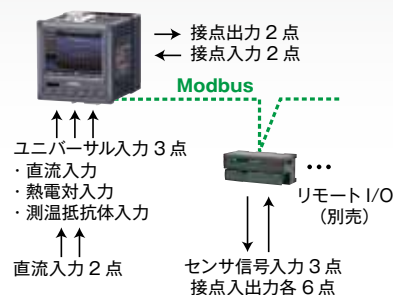 接点出力 2 点
接点入力 2 点
Modbus
ユニバーサル入力 3 点
・直流入力
・熱電対入力
・測温抵抗体入力
直流入力 2 点
リモート I/O
（別売）
センサ信号入力 3 点
接点入出力各 6 点